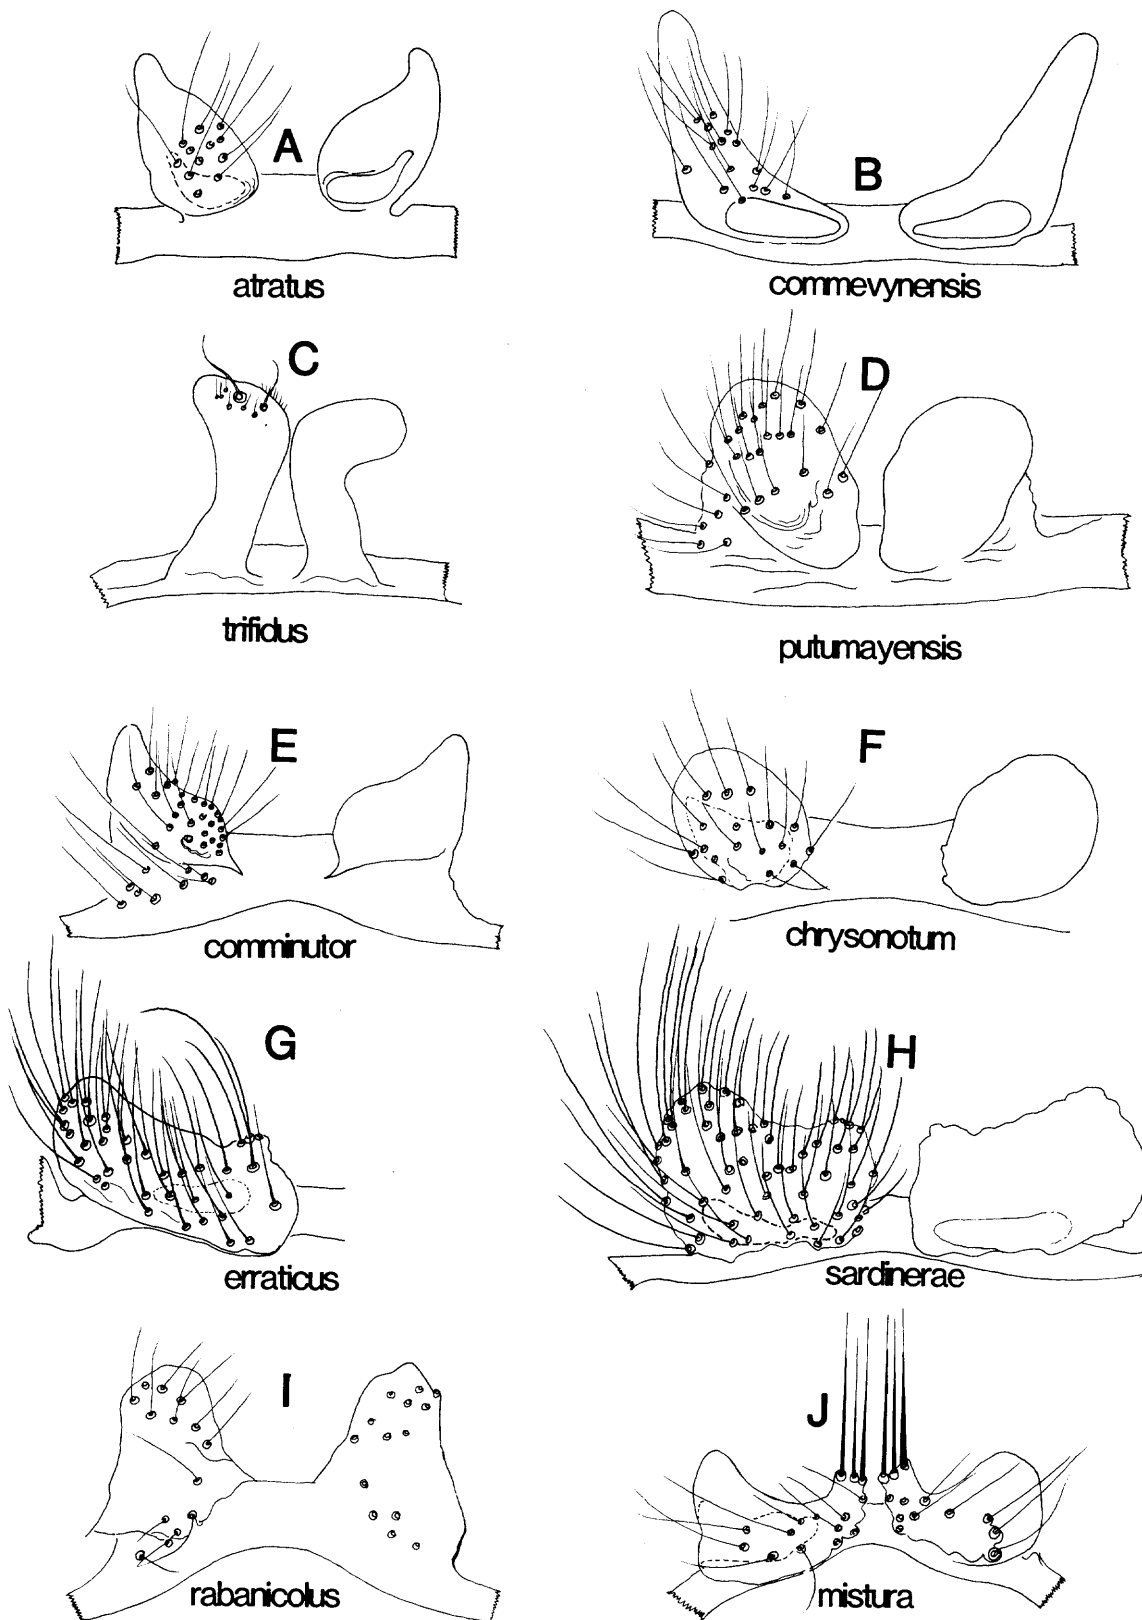 A
B
atratus
commevynensis
C
D
trifidus
putumayensis
E
F
comminutor
chrysonotum
G
H
erraticus
sardinerae
I
J
rabanicolus
mistura